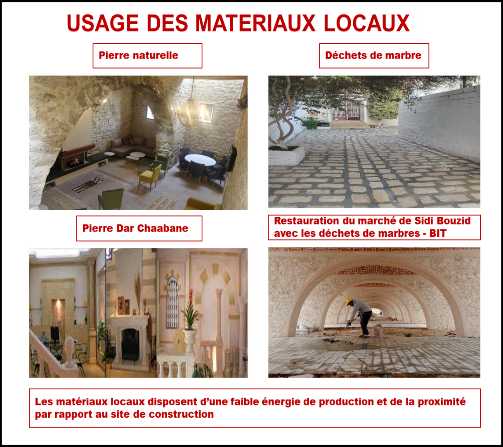 USAGE DES MATERIAUX LOCAUX
Pierre naturelle
Déchets de marbre
Pierre Dar Chaabane
Restauration du marché de Sidi Bouzid
avec les déchets de marbres - BIT
Les matériaux locaux disposent d'une faible énergie de production et de la proximité
par rapport au site de construction